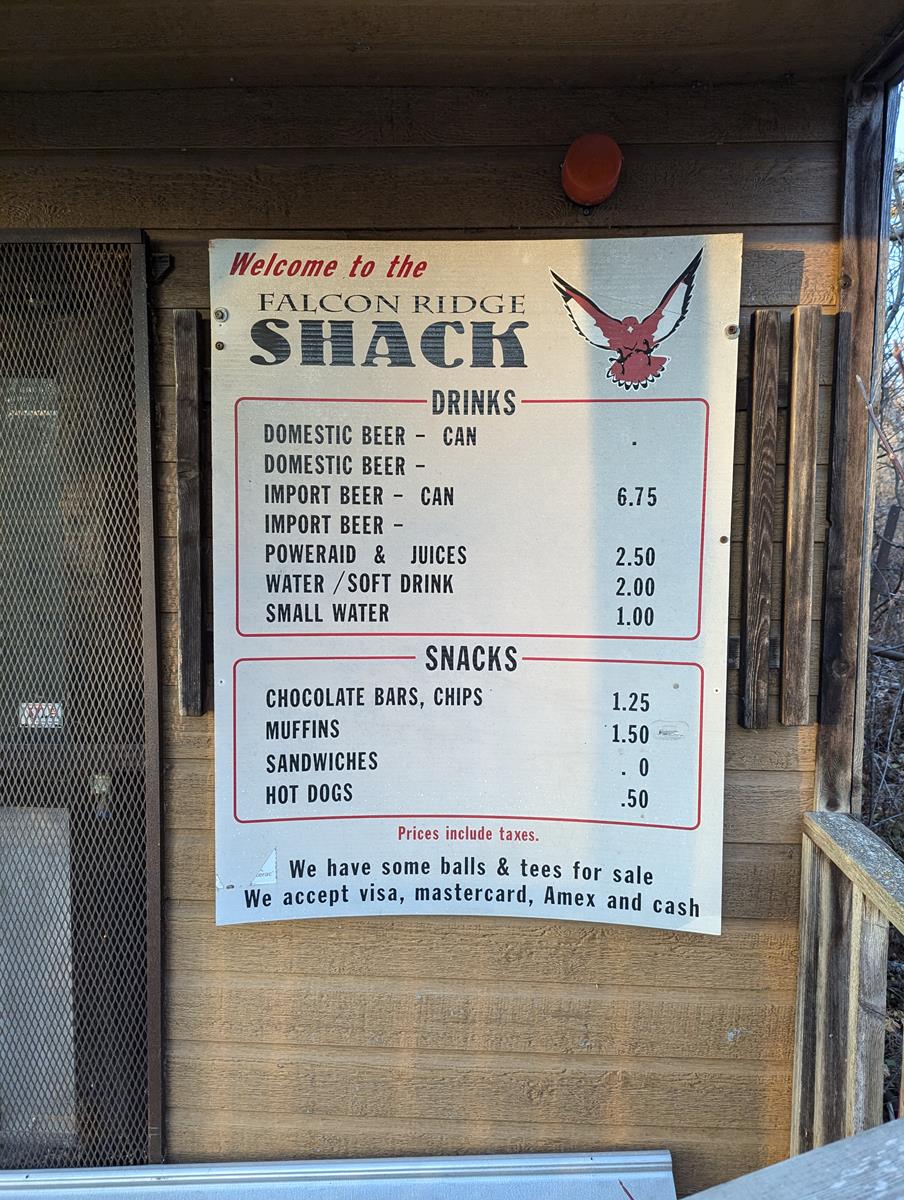 Welcome to the
FALCON RIDGE
SHACK
DRINKS
DOMESTIC BEER - CAN .
DOMESTIC BEER -
IMPORT BEER - CAN 6.75
IMPORT BEER -
POWERAID & JUICES 2.50
WATER / SOFT DRINK 2.00
SMALL WATER 1.00
SNACKS
CHOCOLATE BARS, CHIPS 1.25
MUFFINS 1.50
SANDWICHES . 0
HOT DOGS .50
Prices include taxes.
We have some balls & tees for sale
We accept visa, mastercard, Amex and cash